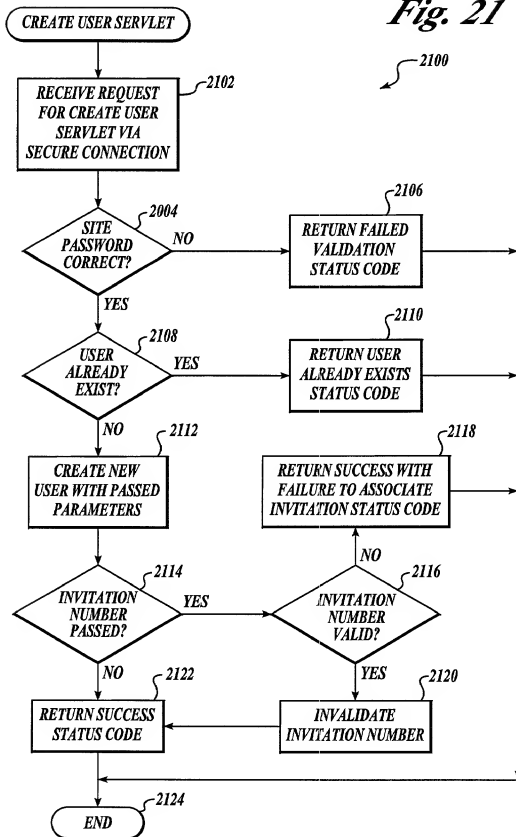 Fig. 21
CREATE USER SERVLET
2100
2102
RECEIVE REQUEST
FOR CREATE USER
SERVLET VIA
SECURE CONNECTION
2004
SITE
PASSWORD
CORRECT?
NO
2106
RETURN FAILED
VALIDATION
STATUS CODE
YES
2108
USER
ALREADY
EXIST?
YES
2110
RETURN USER
ALREADY EXISTS
STATUS CODE
NO
2112
CREATE NEW
USER WITH PASSED
PARAMETERS
2118
RETURN SUCCESS WITH
FAILURE TO ASSOCIATE
INVITATION STATUS CODE
NO
2114
INVITATION
NUMBER
PASSED?
YES
2116
INVITATION
NUMBER
VALID?
NO
2122
RETURN SUCCESS
STATUS CODE
YES
2120
INVALIDATE
INVITATION NUMBER
2124
END